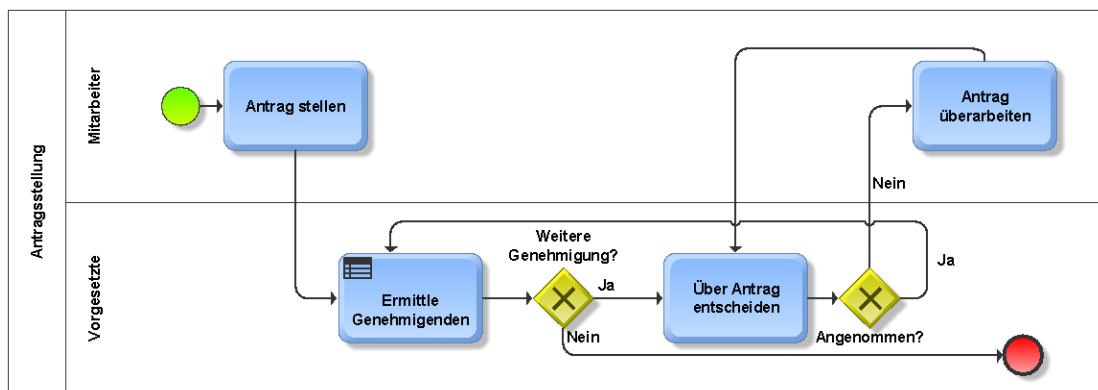 Antragsstellung
Mitarbeiter
Antrag stellen
Antrag
überarbeiten
Nein
Vorgesetzte
Weitere
Genehmigung?
Ermittle
Genehmigenden
Ja
Nein
Über Antrag
entscheiden
Angenommen?
Ja